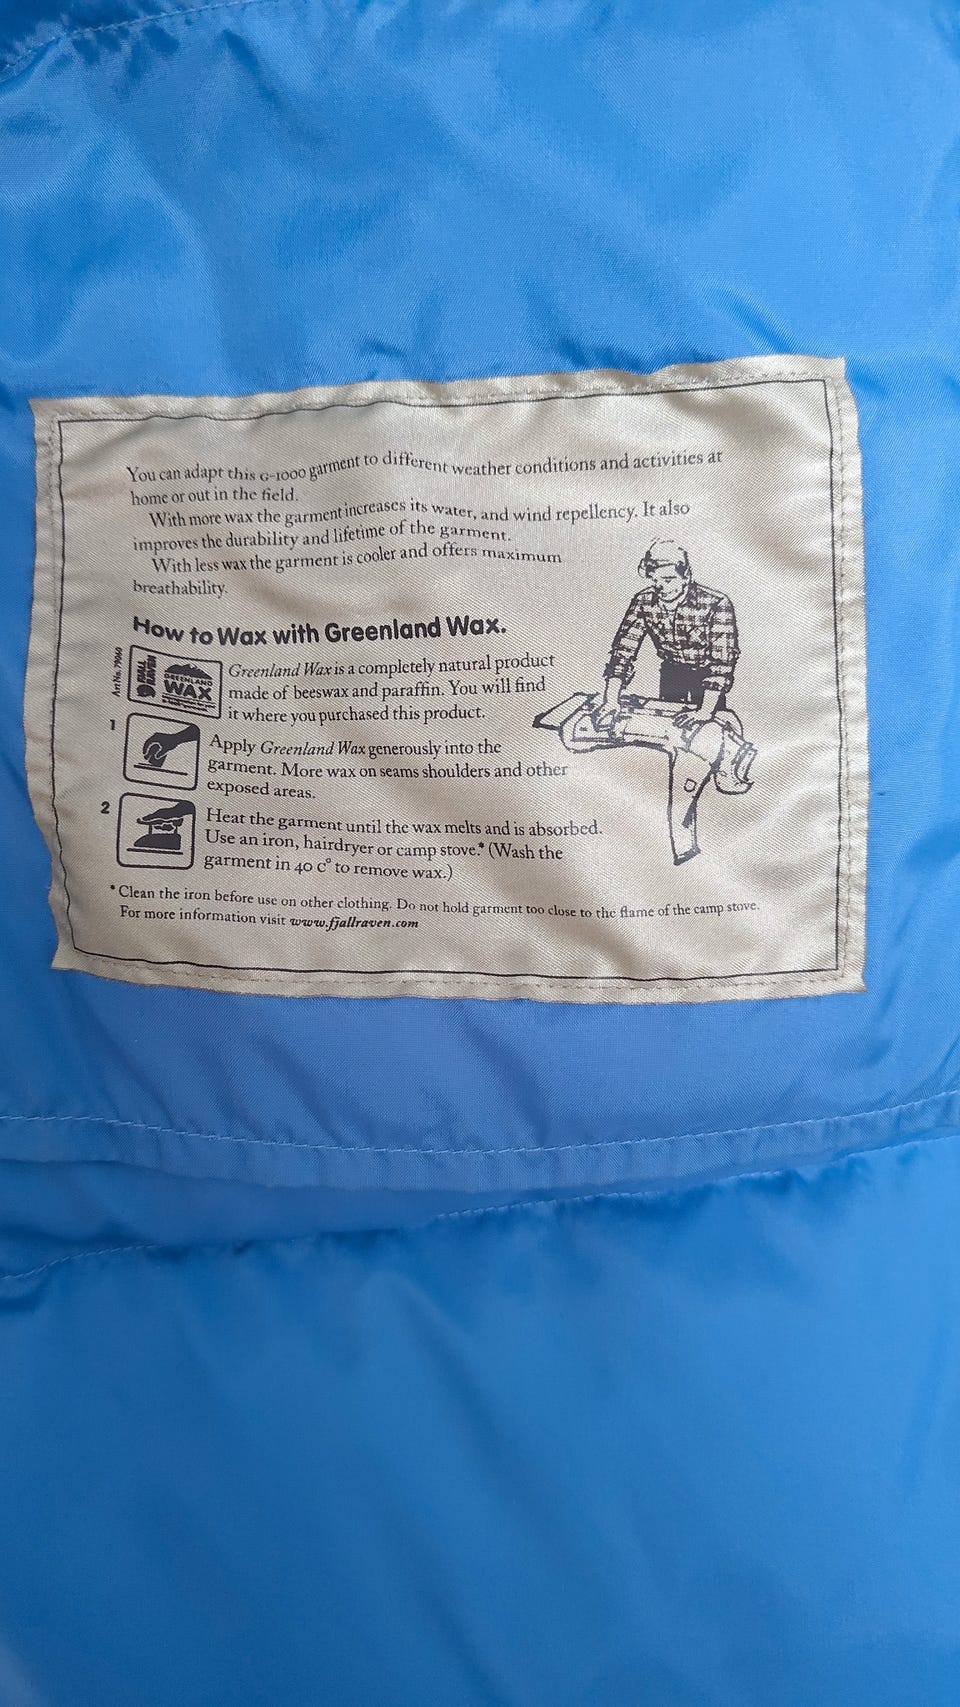 You can adapt this G-1000 garment to different weather conditions and activities at
home or out in the field.
With more wax the garment increases its water, and wind repellency. It also
improves the durability and lifetime of the garment.
With less wax the garment is cooler and offers maximum
breathability.
How to Wax with Greenland Wax.
Art No. 79060
GREENLAND
WAX
Greenland Wax is a completely natural product
made of beeswax and paraffin. You will find
it where you purchased this product.
1
Apply Greenland Wax generously into the
garment. More wax on seams shoulders and other
exposed areas.
2
Heat the garment until the wax melts and is absorbed.
Use an iron, hairdryer or camp stove.* (Wash the
garment in 40 c° to remove wax.)
* Clean the iron before use on other clothing. Do not hold garment too close to the flame of the camp stove.
For more information visit www.fjallraven.com